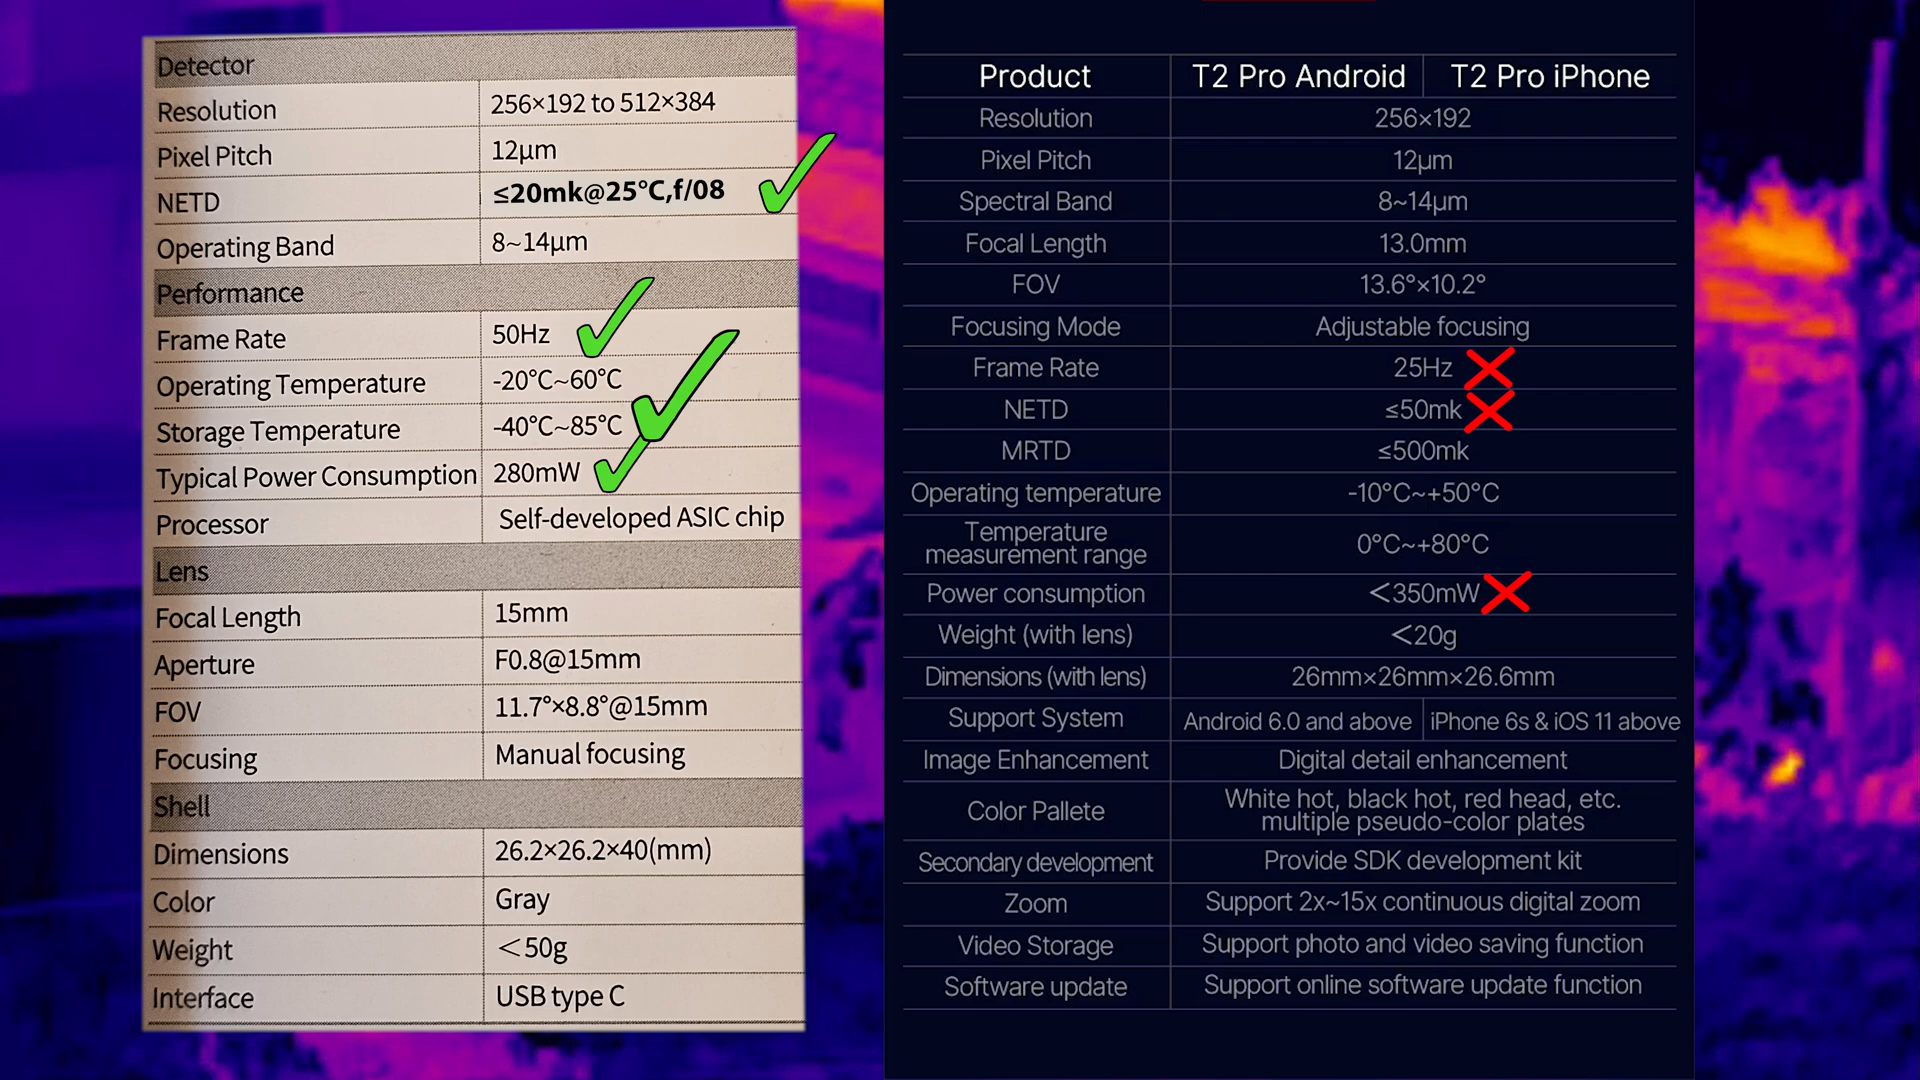 Detector
Resolution 256×192 to 512×384
Pixel Pitch 12μm
NETD ≤20mk@25°C,f/08
Operating Band 8~14μm
Performance
Frame Rate 50Hz
Operating Temperature -20°C~60°C
Storage Temperature -40°C~85°C
Typical Power Consumption 280mW
Processor Self-developed ASIC chip
Lens
Focal Length 15mm
Aperture F0.8@15mm
FOV 11.7°×8.8°@15mm
Focusing Manual focusing
Shell
Dimensions 26.2×26.2×40(mm)
Color Gray
Weight <50g
Interface USB type C
Product T2 Pro Android T2 Pro iPhone
Resolution 256×192
Pixel Pitch 12μm
Spectral Band 8~14μm
Focal Length 13.0mm
FOV 13.6°×10.2°
Focusing Mode Adjustable focusing
Frame Rate 25Hz
NETD ≤50mk
MRTD ≤500mk
Operating temperature -10°C~+50°C
Temperature
measurement range 0°C~+80°C
Power consumption <350mW
Weight (with lens) <20g
Dimensions (with lens) 26mm×26mm×26.6mm
Support System Android 6.0 and above iPhone 6s & iOS 11 above
Image Enhancement Digital detail enhancement
Color Pallete White hot, black hot, red head, etc.
multiple pseudo-color plates
Secondary development Provide SDK development kit
Zoom Support 2x~15x continuous digital zoom
Video Storage Support photo and video saving function
Software update Support online software update function